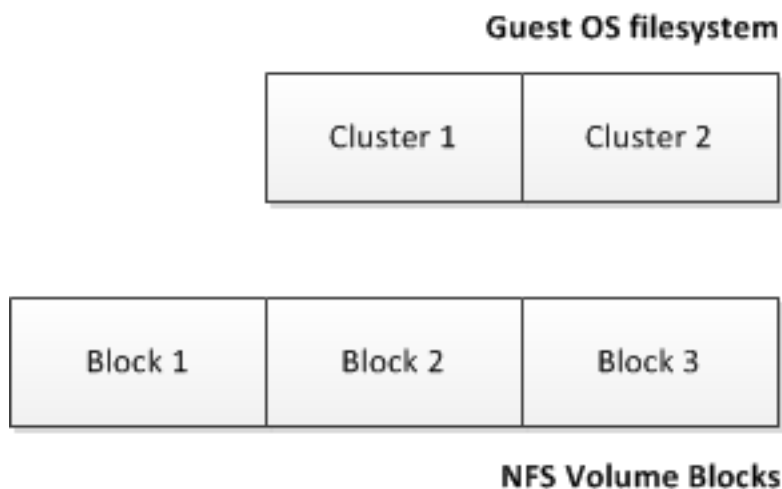 Guest OS filesystem
Cluster 1 Cluster 2
Block 1 Block 2 Block 3
NFS Volume Blocks